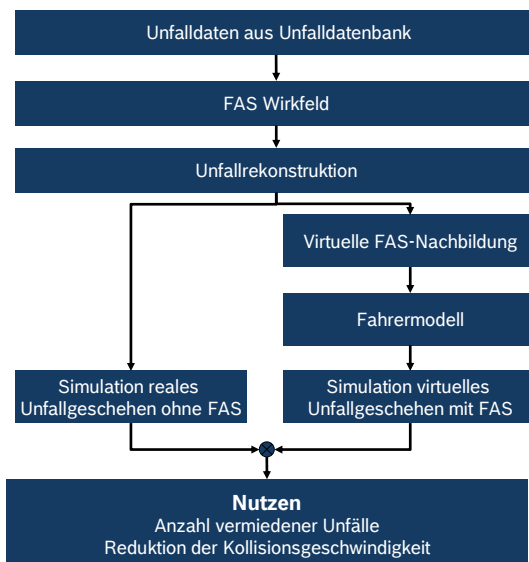 Unfalldaten aus Unfalldatenbank
FAS Wirkfeld
Unfallrekonstruktion
Virtuelle FAS-Nachbildung
Fahrermodell
Simulation reales
Unfallgeschehen ohne FAS
Simulation virtuelles
Unfallgeschehen mit FAS
Nutzen
Anzahl vermiedener Unfälle
Reduktion der Kollisionsgeschwindigkeit